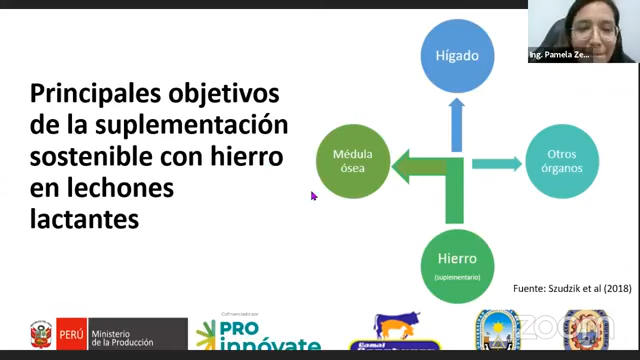 Ing. Pamela Ze...
Principales objetivos
de la suplementación
sostenible con hierro
en lechones
lactantes
Hígado
Médula
ósea
Otros
órganos
Hierro
(suplementario)
Fuente: Szudzik et al (2018)
PERÚ
Ministerio
de la Producción
Cofinanciado por
PRO
innóvate
zoom